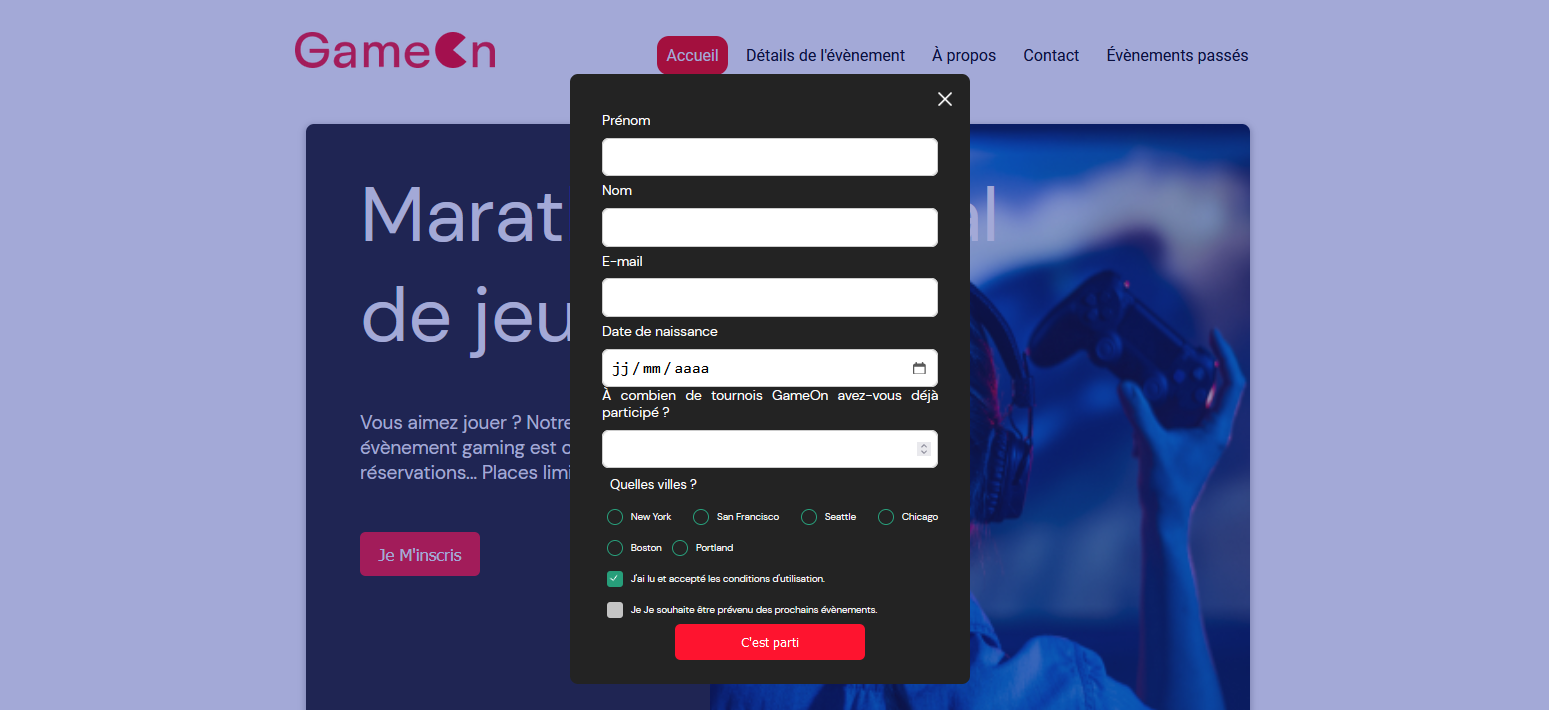 GameOn
Accueil Détails de l'évènement À propos Contact Évènements passés
Marat al
de jeu
Vous aimez jouer ? Notre
évènement gaming est
réservations... Places limi
Je M'inscris
Prénom
Nom
E-mail
Date de naissance
jj/mm/aaaa
À combien de tournois GameOn avez-vous déjà
participé ?
Quelles villes ?
New York San Francisco Seattle Chicago
Boston Portland
J'ai lu et accepté les conditions d'utilisation.
Je Je souhaite être prévenu des prochains évènements.
C'est parti